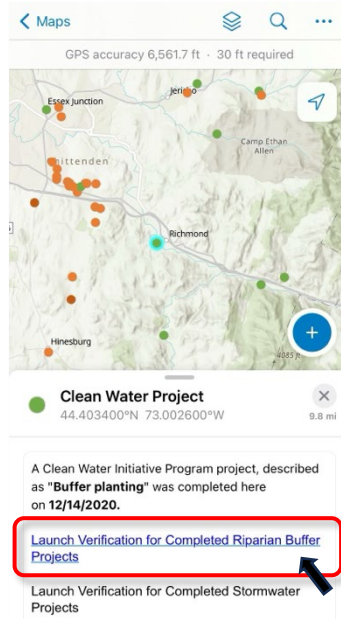 Maps
GPS accuracy 6,561.7 ft · 30 ft required
Jericho
Essex Junction
Camp Ethan
Allen
ittenden
Richmond
Hinesburg
4085 ft
Clean Water Project
44.403400°N 73.002600°W
9.8 mi
A Clean Water Initiative Program project, described
as "Buffer planting" was completed here
on 12/14/2020.
Launch Verification for Completed Riparian Buffer
Projects
Launch Verification for Completed Stormwater
Projects